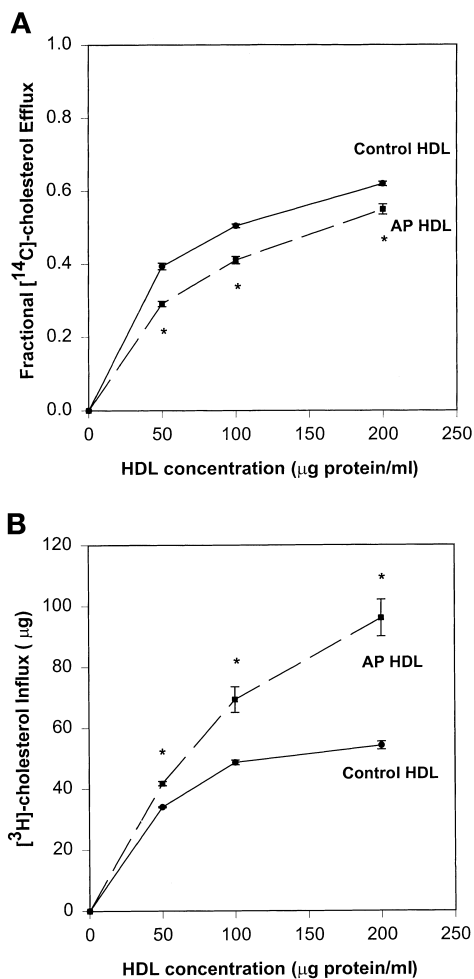 A
1.0
0.8
0.6
0.4
0.2
0.0
Fractional [¹⁴C]-cholesterol Efflux
Control HDL
AP HDL
*
*
*
0 50 100 150 200 250
HDL concentration (μg protein/ml)
B
120
100
80
60
40
20
0
[³H]-cholesterol Influx ( μg)
*
*
*
AP HDL
Control HDL
0 50 100 150 200 250
HDL concentration (μg protein/ml)